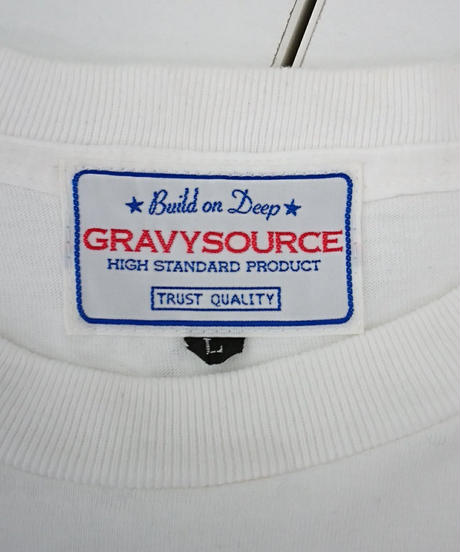 ★ Build on Deep ★
GRAVYSOURCE
HIGH STANDARD PRODUCT
TRUST QUALITY
L